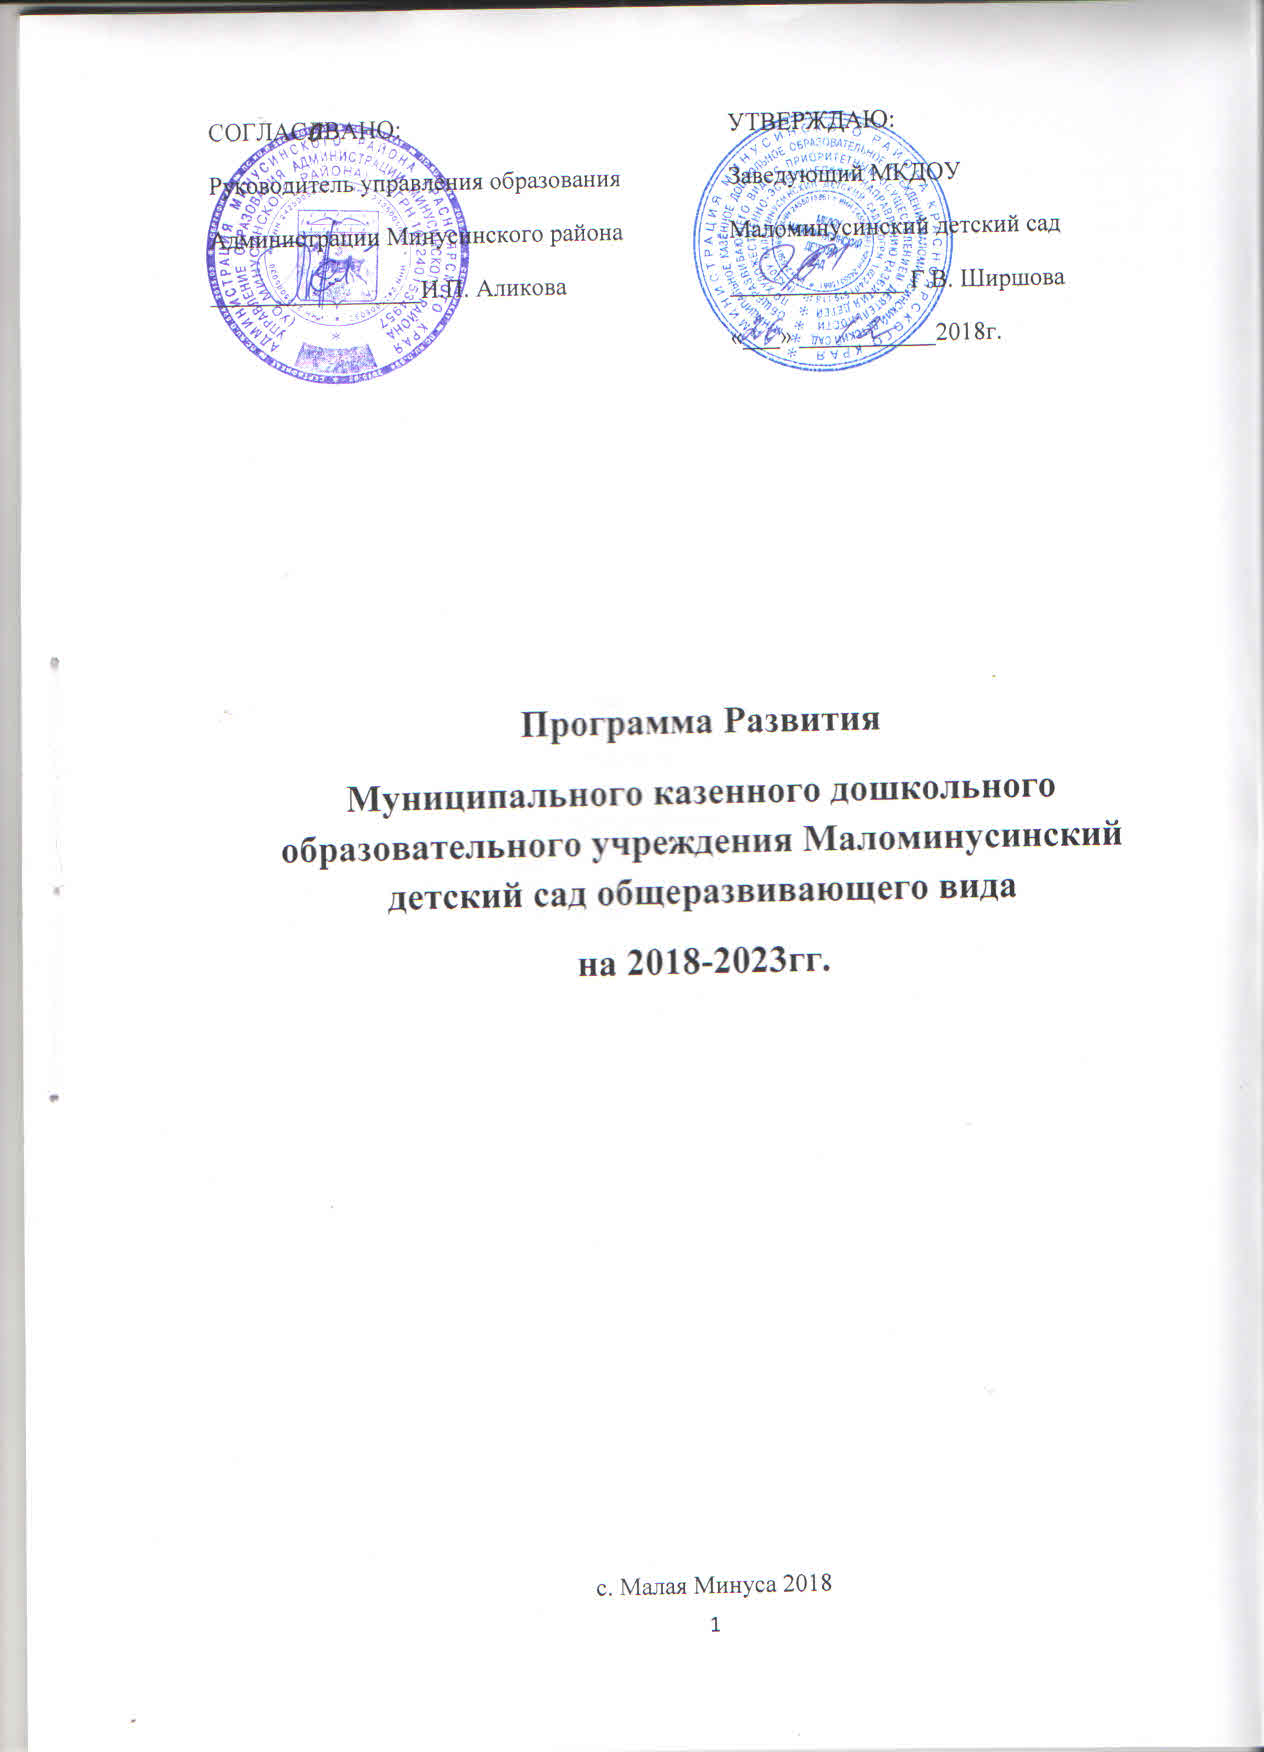 СОГЛАСОВАНО:
Руководитель управления образования
Администрации Минусинского района
И.П. Аликова
УТВЕРЖДАЮ:
Заведующий МКДОУ
Маломинусинский детский сад
Г.В. Ширшова
« » 2018г.
Программа Развития
Муниципального казенного дошкольного
образовательного учреждения Маломинусинский
детский сад общеразвивающего вида
на 2018-2023гг.
с. Малая Минуса 2018
1